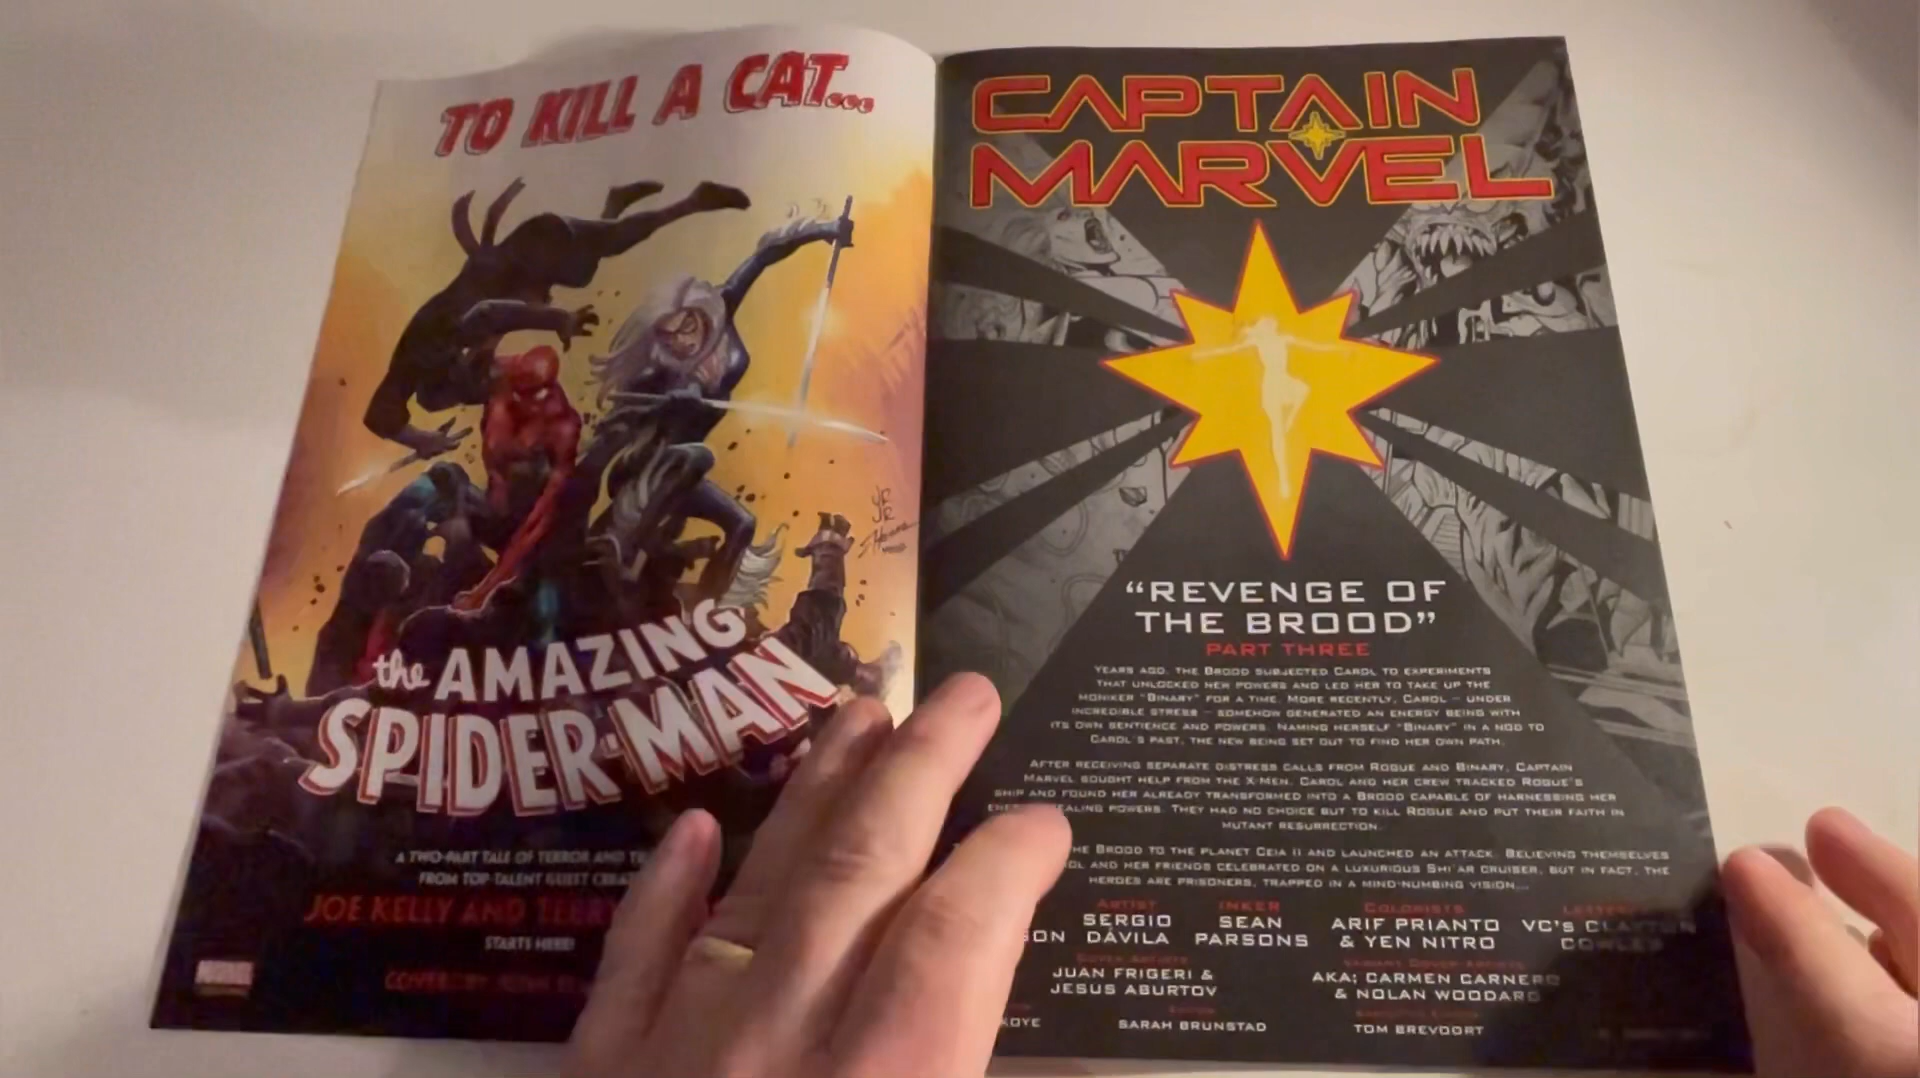 TO KILL A CAT...
the AMAZING
SPIDER-MAN
A TWO-PART TALE OF TERROR AND
FROM TOP-TALENT GUEST
JOE KELLY AND
STARTS HERE!
MARVEL
CAPTAIN
MARVEL
"REVENGE OF
THE BROOD"
PART THREE
YEARS AGO, THE BROOD SUBJECTED CAROL TO EXPERIMENTS
THAT UNLOCKED NEW POWERS AND LED HER TO TAKE UP THE
MONIKER "BINARY" FOR A TIME. MORE RECENTLY, CAROL – UNDER
INCREDIBLE STRESS – SOMEHOW GENERATED AN ENERGY BEING WITH
ITS OWN SENTIENCE AND POWERS. NAMING HERSELF "BINARY" IN A NOD TO
CAROL'S PAST, THE NEW BEING SET OUT TO FIND HER OWN PATH.
AFTER RECEIVING SEPARATE DISTRESS CALLS FROM ROGUE AND BINARY, CAPTAIN
MARVEL SOUGHT HELP FROM THE X-MEN. CAROL AND HER CREW TRACKED ROGUE'S
SHIP AND FOUND HER ALREADY TRANSFORMED INTO A BROOD CAPABLE OF HARNESSING HER
POWERS. THEY HAD NO CHOICE BUT TO KILL ROGUE AND PUT THEIR FAITH IN
MUTANT RESURRECTION.
THE BROOD TO THE PLANET CEIA II AND LAUNCHED AN ATTACK. BELIEVING THEMSELVES
AND HER FRIENDS CELEBRATED ON A LUXURIOUS SHI'AR CRUISER, BUT IN FACT, THE
HEROES ARE PRISONERS, TRAPPED IN A MIND-NUMBING VISION...
ARTIST INKER COLORISTS
SERGIO SEAN ARIF PRIANTO VC's CLAYTON
DÁVILA PARSONS & YEN NITRO COWLES
COVER ARTISTS VARIANT COVER ARTISTS
JUAN FRIGERI & AKA; CARMEN CARNERO
JESUS ABURTOV & NOLAN WOODARD
EDITOR EXECUTIVE EDITOR
SARAH BRUNSTAD TOM BREVOORT